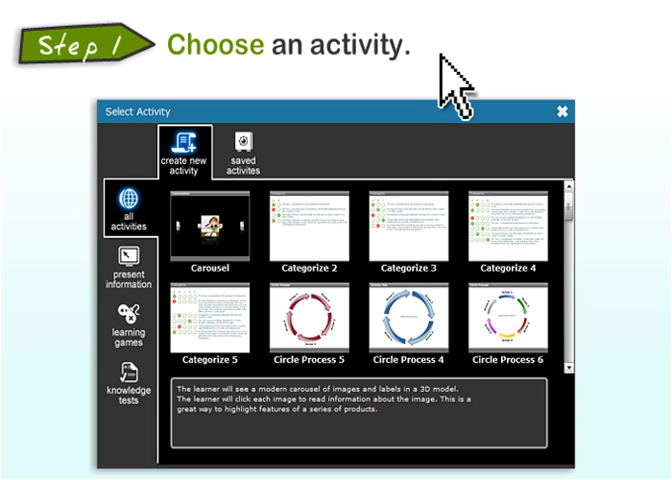 Step 1
Choose an activity.
Select Activity
create new
activity
saved
activites
all
activities
present
information
learning
games
knowledge
tests
Carousel
Categorize 2
Categorize 3
Categorize 4
Categorize 5
Circle Process 5
Circle Process 4
Circle Process 6
The learner will see a modern carousel of images and labels in a 3D model.
The learner will click each image to read information about the image. This is a
great way to highlight features of a series of products.